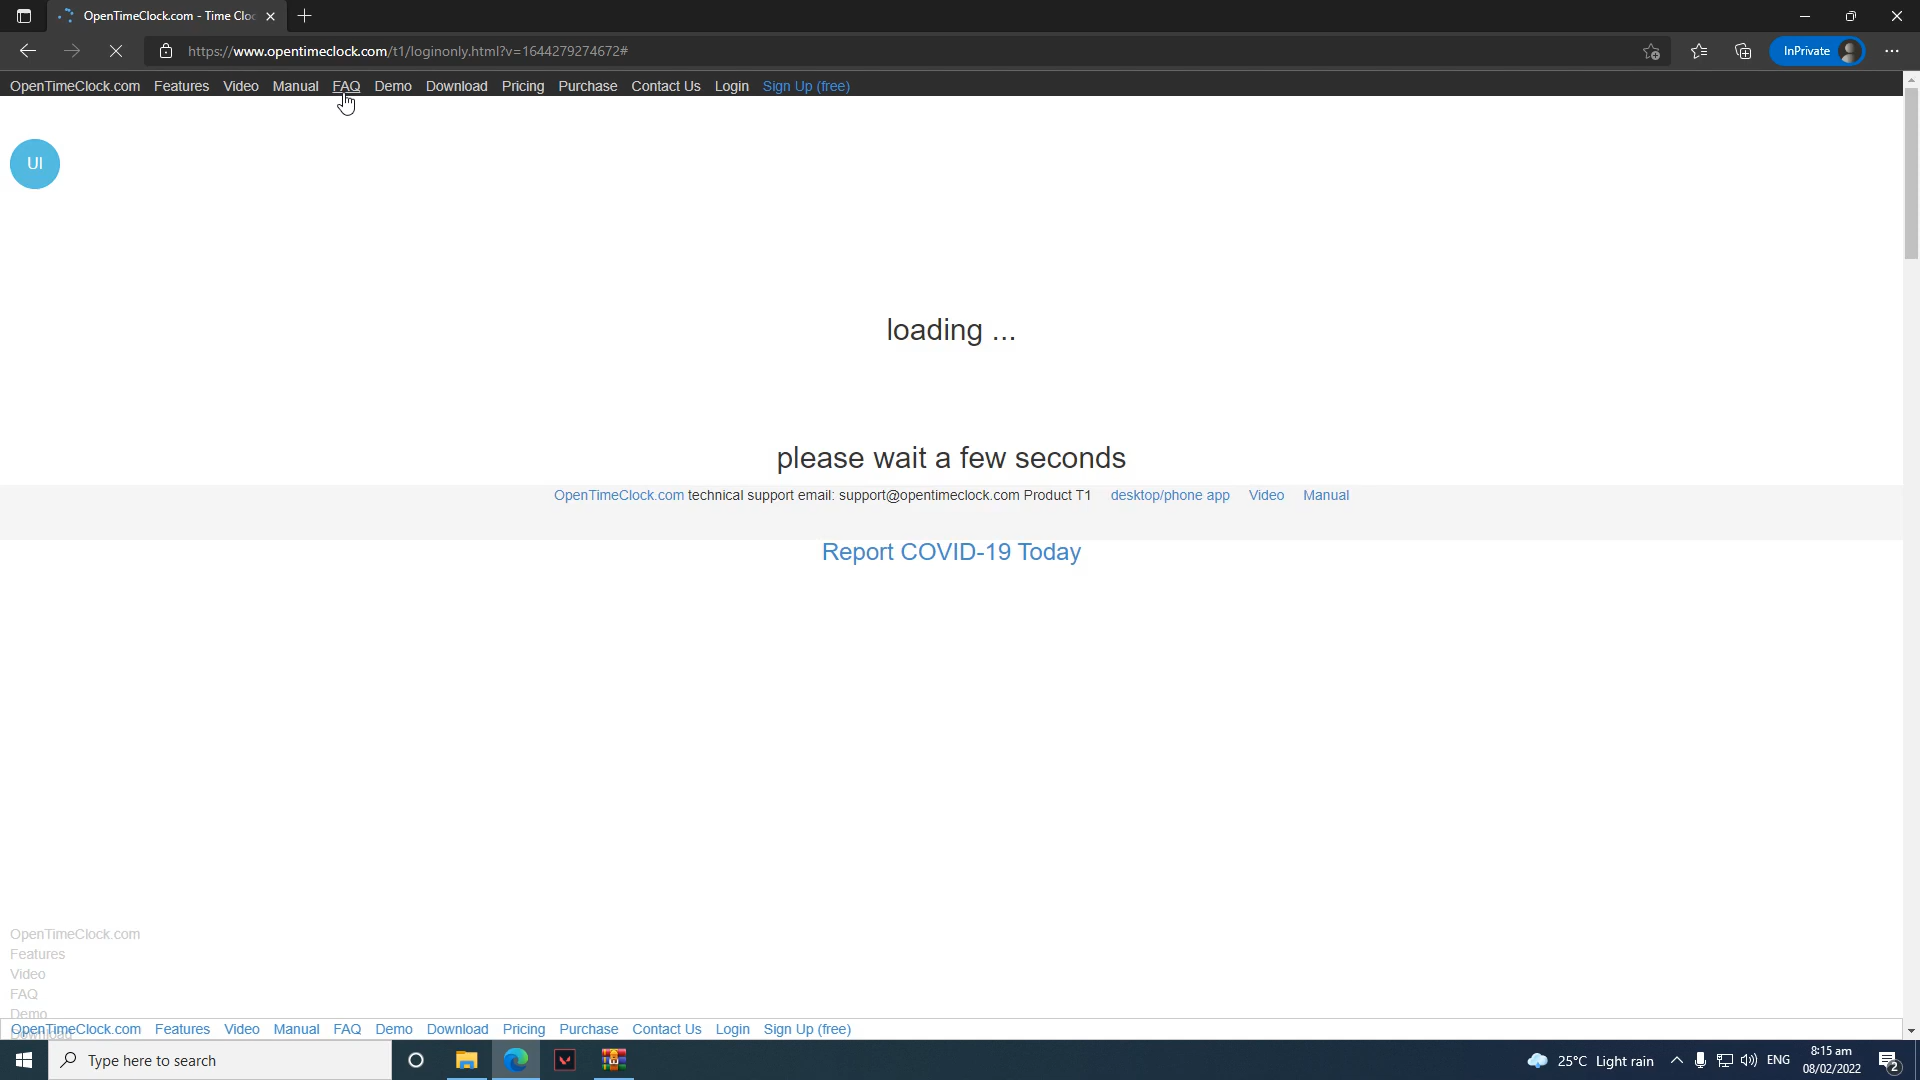 OpenTimeClock.com - Time Cloc
https://www.opentimeclock.com/t1/loginonly.html?v=1644279274672#
InPrivate
OpenTimeClock.com Features Video Manual FAQ Demo Download Pricing Purchase Contact Us Login Sign Up (free)
UI
loading ...
please wait a few seconds
OpenTimeClock.com technical support email: support@opentimeclock.com Product T1 desktop/phone app Video Manual
Report COVID-19 Today
OpenTimeClock.com
Features
Video
FAQ
Demo
Download
OpenTimeClock.com Features Video Manual FAQ Demo Download Pricing Purchase Contact Us Login Sign Up (free)
Type here to search
25°C Light rain
ENG
8:15 am
08/02/2022
2